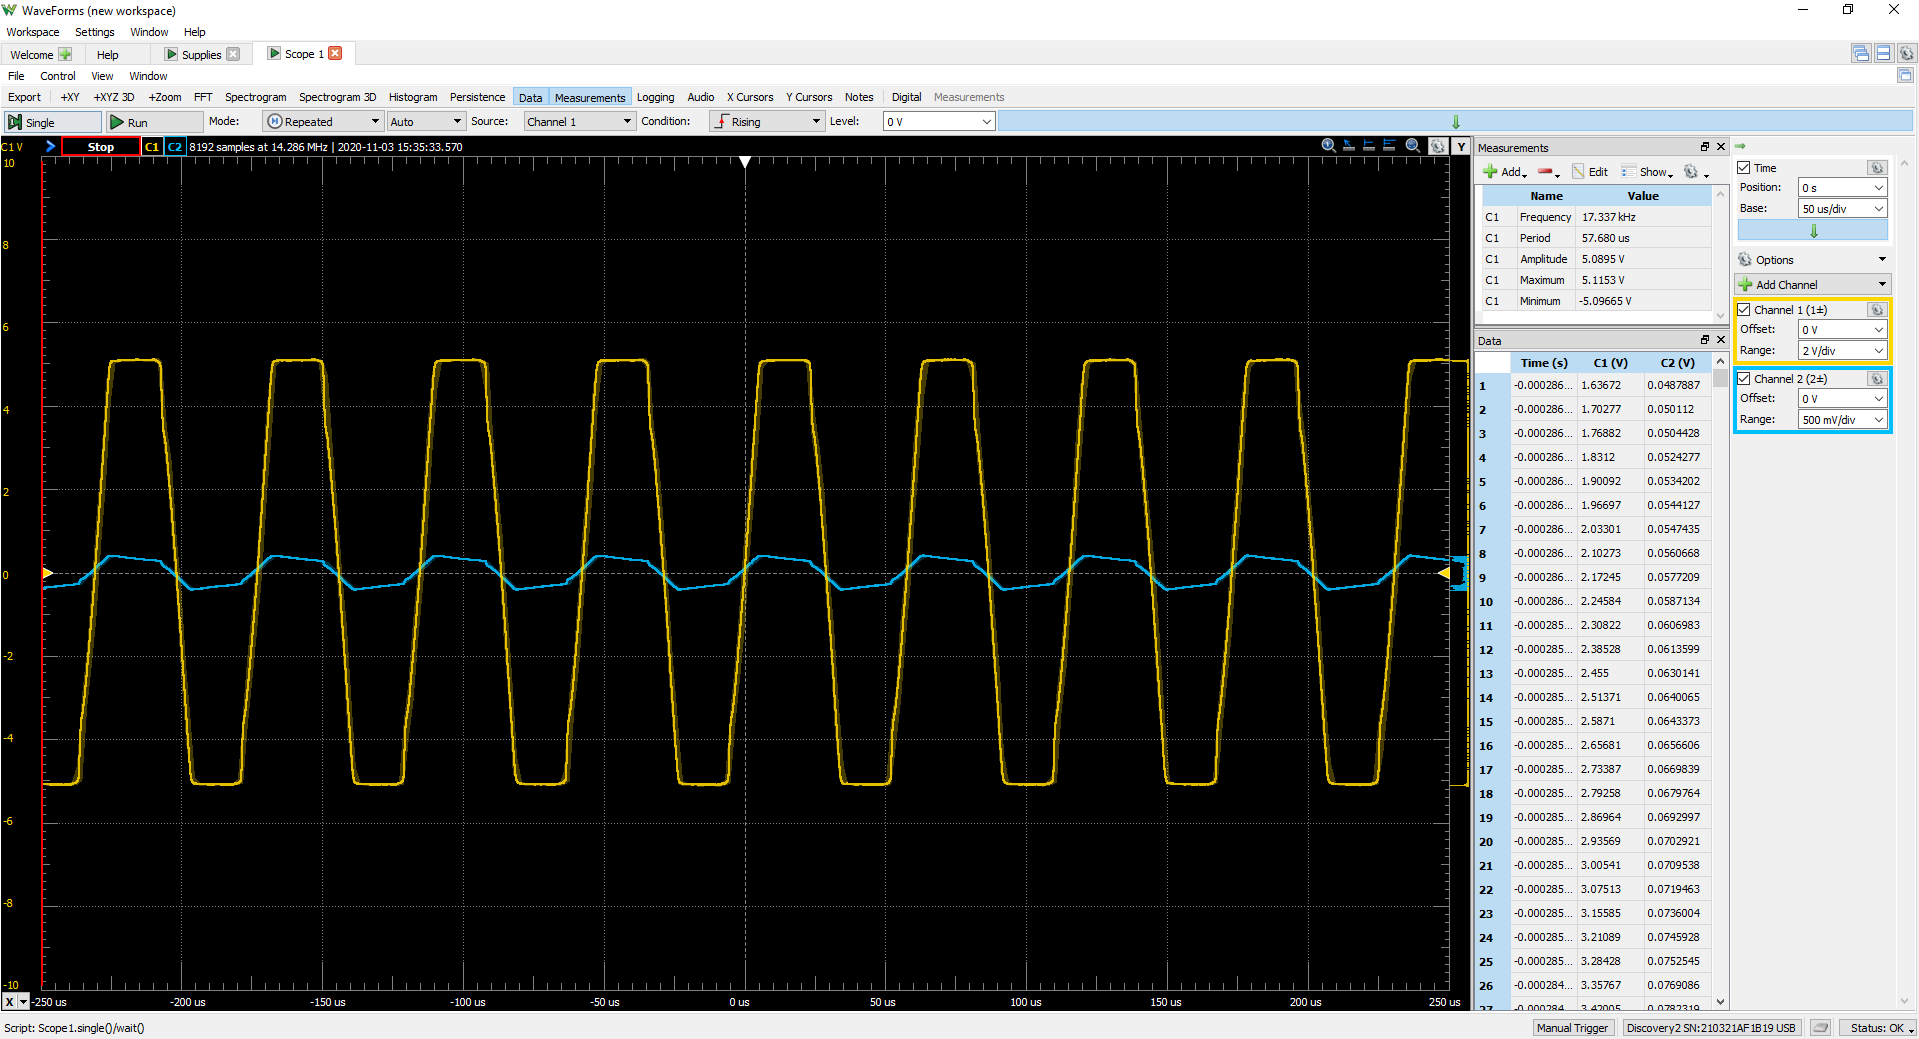 WaveForms (new workspace)
Workspace Settings Window Help
Welcome Help Supplies Scope 1
File Control View Window
Export +XY +XYZ 3D +Zoom FFT Spectrogram Spectrogram 3D Histogram Persistence Data Measurements Logging Audio X Cursors Y Cursors Notes Digital Measurements
Single Run Mode: Repeated Auto Source: Channel 1 Condition: Rising Level: 0 V
C1 V Stop C1 C2 8192 samples at 14.286 MHz | 2020-11-03 15:35:33.570 Y
10
8
6
4
2
0
-2
-4
-6
-8
-10
X -250 us -200 us -150 us -100 us -50 us 0 us 50 us 100 us 150 us 200 us 250 us
Measurements
Add Edit Show
Name Value
C1 Frequency 17.337 kHz
C1 Period 57.680 us
C1 Amplitude 5.0895 V
C1 Maximum 5.1153 V
C1 Minimum -5.09665 V
Data
Time (s) C1 (V) C2 (V)
1 -0.000286... 1.63672 0.0487887
2 -0.000286... 1.70277 0.050112
3 -0.000286... 1.76882 0.0504428
4 -0.000286... 1.8312 0.0524277
5 -0.000286... 1.90092 0.0534202
6 -0.000286... 1.96697 0.0544127
7 -0.000286... 2.03301 0.0547435
8 -0.000286... 2.10273 0.0560668
9 -0.000286... 2.17245 0.0577209
10 -0.000286... 2.24584 0.0587134
11 -0.000285... 2.30822 0.0606983
12 -0.000285... 2.38528 0.0613599
13 -0.000285... 2.455 0.0630141
14 -0.000285... 2.51371 0.0640065
15 -0.000285... 2.5871 0.0643373
16 -0.000285... 2.65681 0.0656606
17 -0.000285... 2.73387 0.0669839
18 -0.000285... 2.79258 0.0679764
19 -0.000285... 2.86964 0.0692997
20 -0.000285... 2.93569 0.0702921
21 -0.000285... 3.00541 0.0709538
22 -0.000285... 3.07513 0.0719463
23 -0.000285... 3.15585 0.0736004
24 -0.000285... 3.21089 0.0745928
25 -0.000285... 3.28428 0.0752545
26 -0.000284... 3.35767 0.0769086
27 -0.000284... 3.42005 0.0782319
Time
Position: 0 s
Base: 50 us/div
Options
Add Channel
Channel 1 (1±)
Offset: 0 V
Range: 2 V/div
Channel 2 (2±)
Offset: 0 V
Range: 500 mV/div
Script: Scope1.single()/wait() Manual Trigger Discovery2 SN:210321AF1B19 USB Status: OK